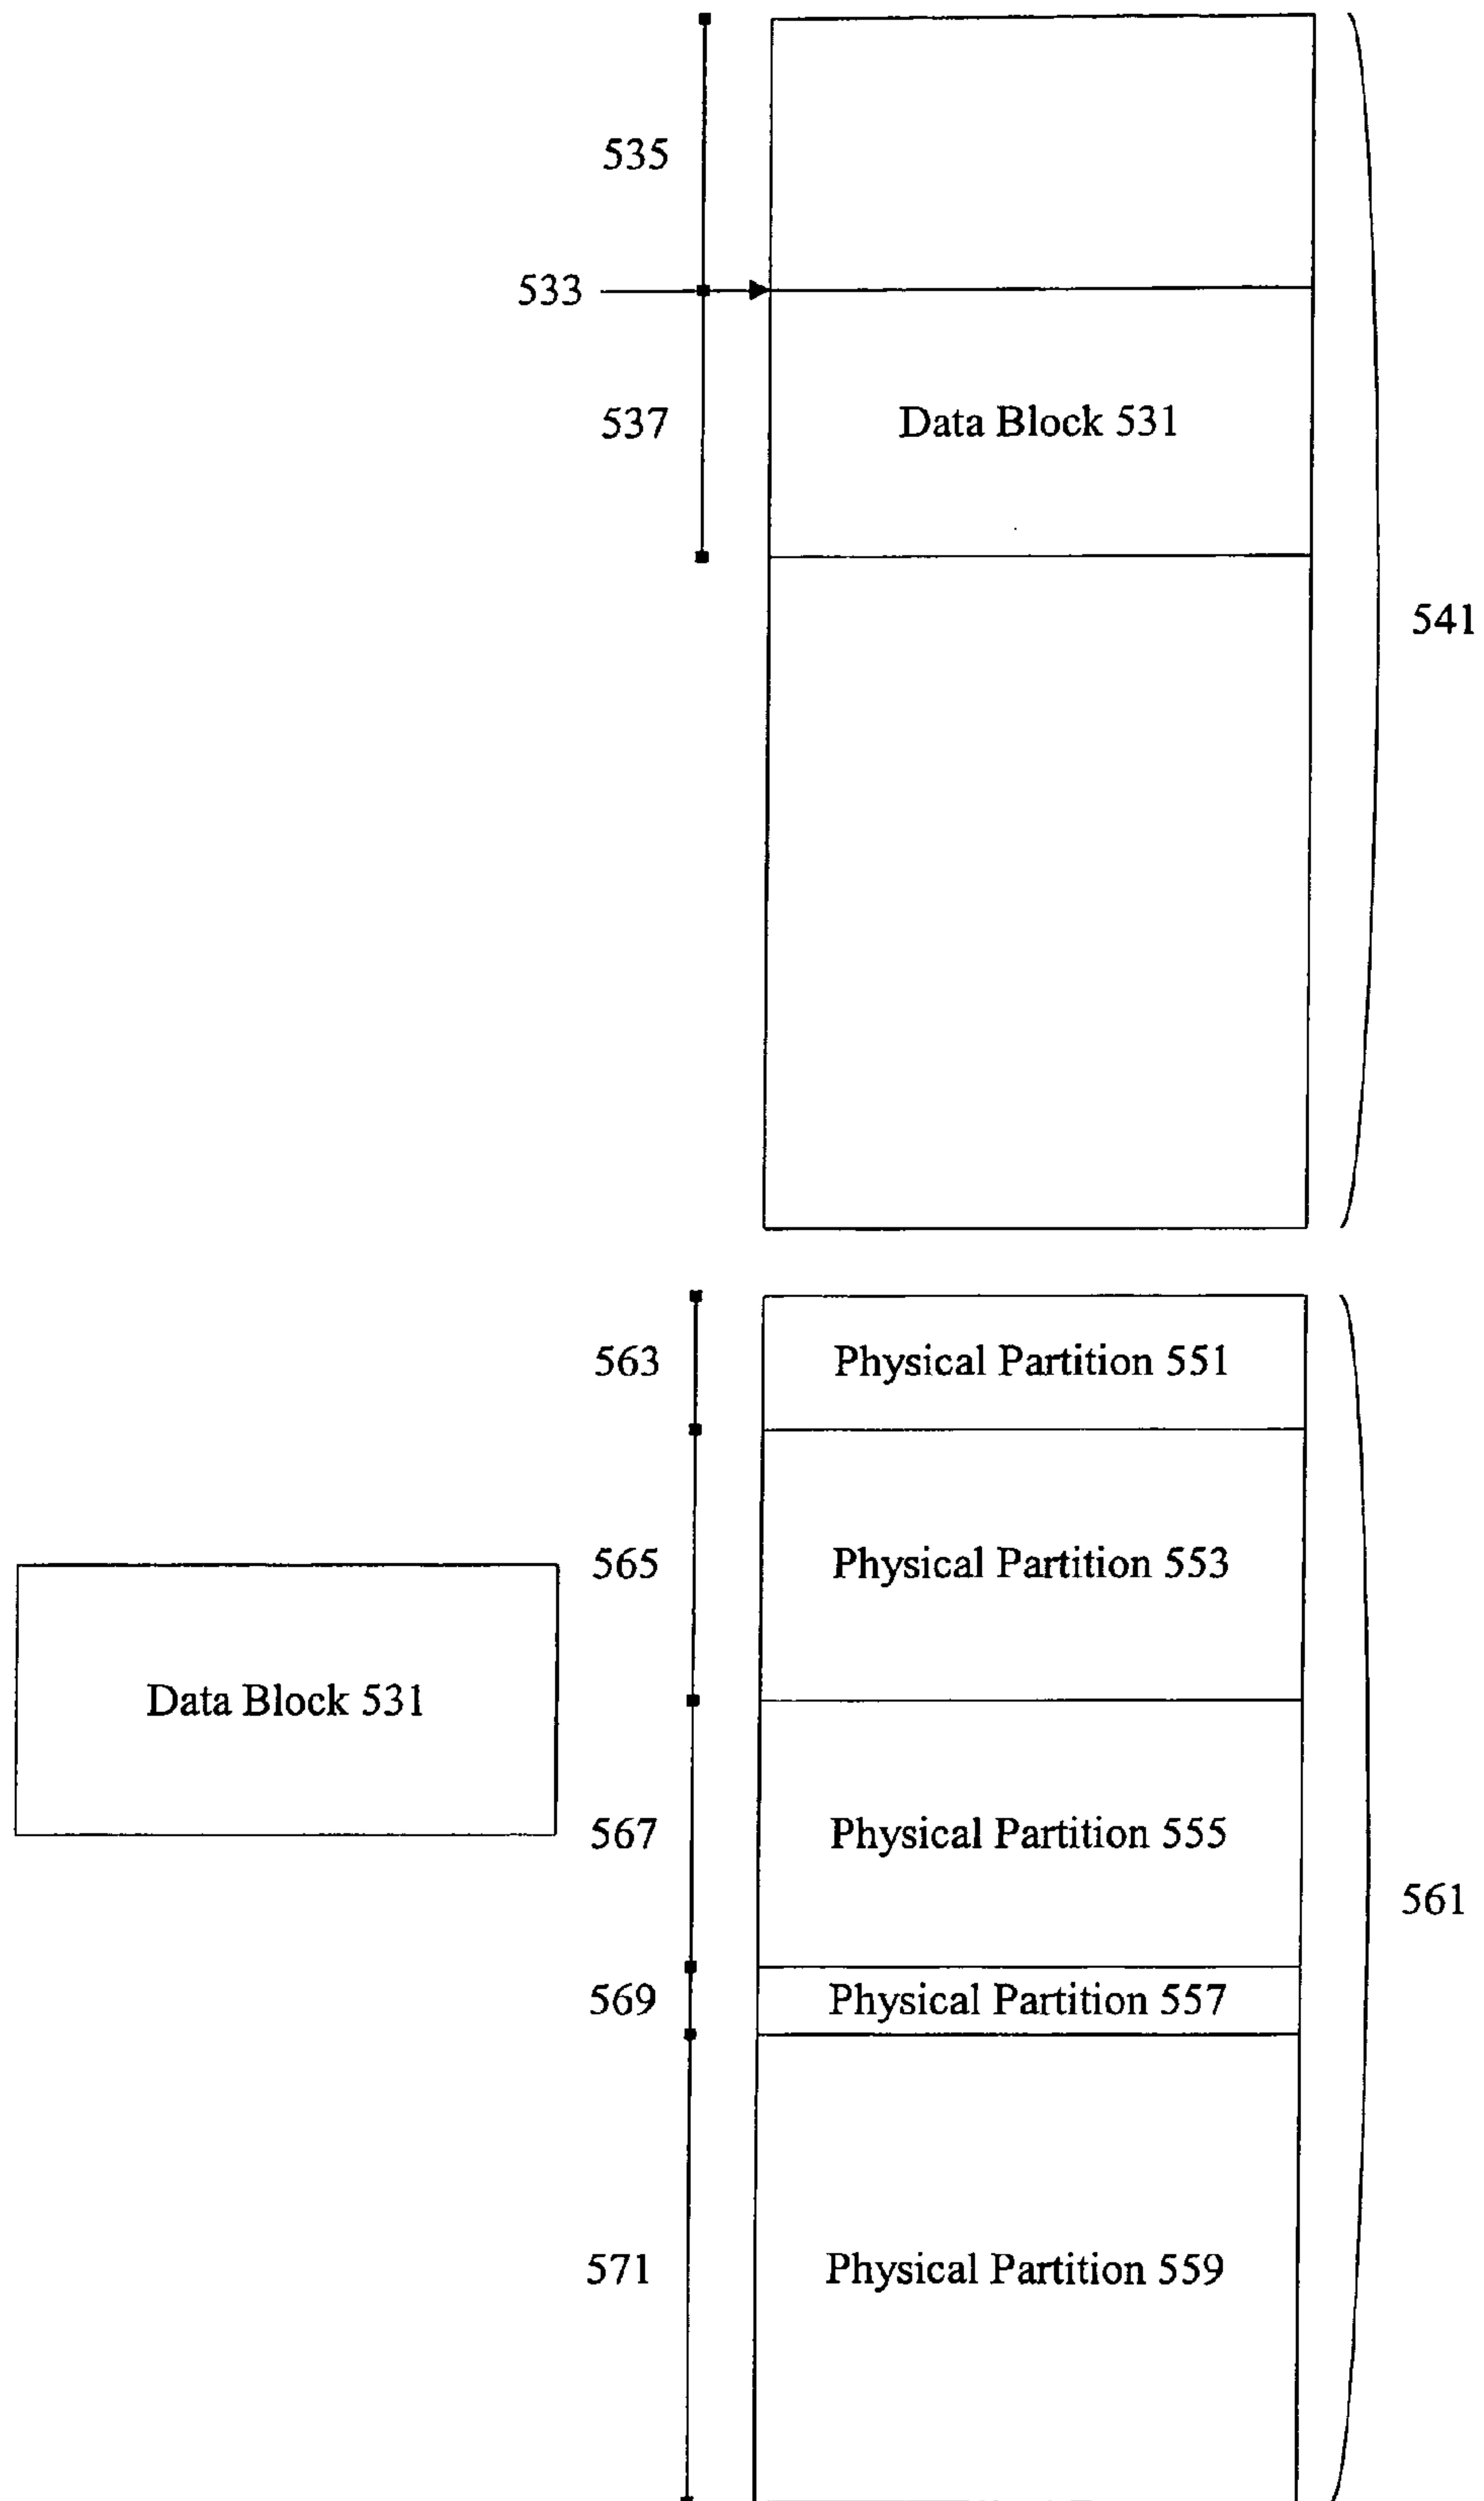 535
533
537
Data Block 531
541
563
Physical Partition 551
565
Physical Partition 553
Data Block 531
567
Physical Partition 555
561
569
Physical Partition 557
571
Physical Partition 559